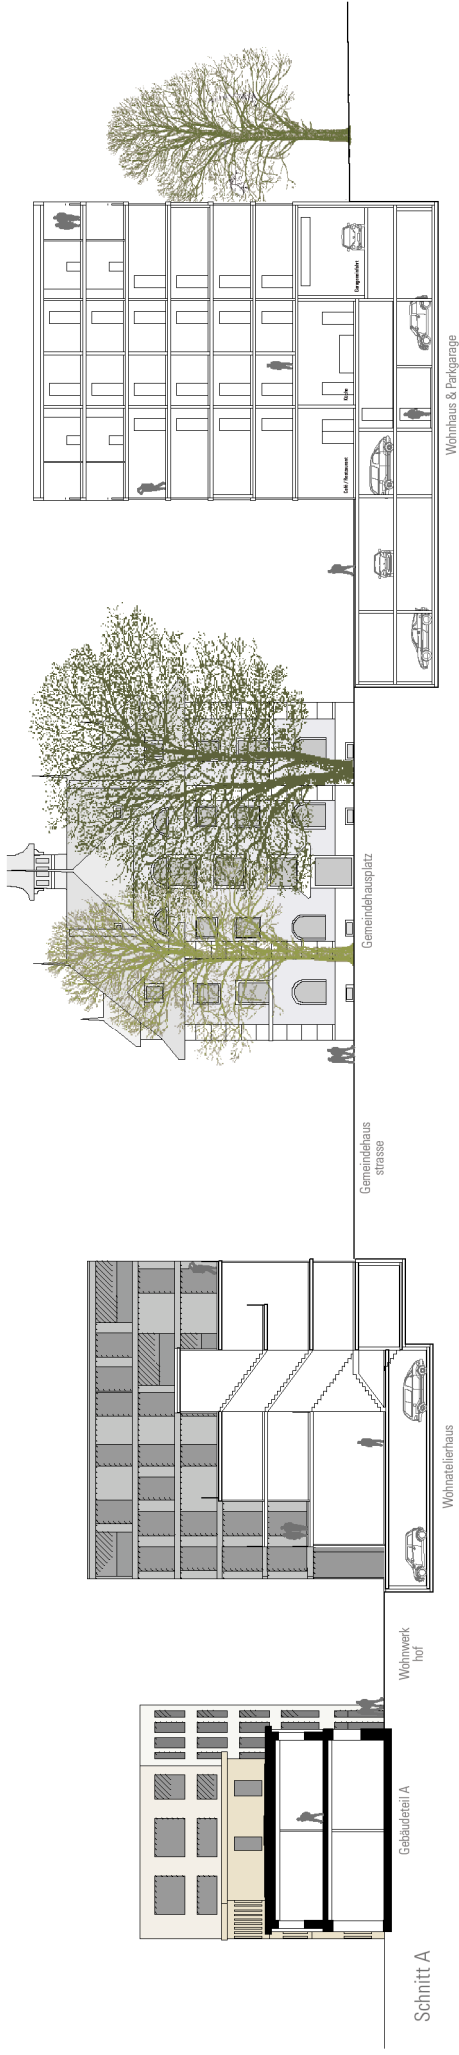 Schnitt A
Gebäudeteil A
Wohnwerk
hof
Wohnatelierhaus
Gemeindehaus
strasse
Gemeindehausplatz
Café / Restaurant
Küche
Garageneinfahrt
Wohnhaus & Parkgarage